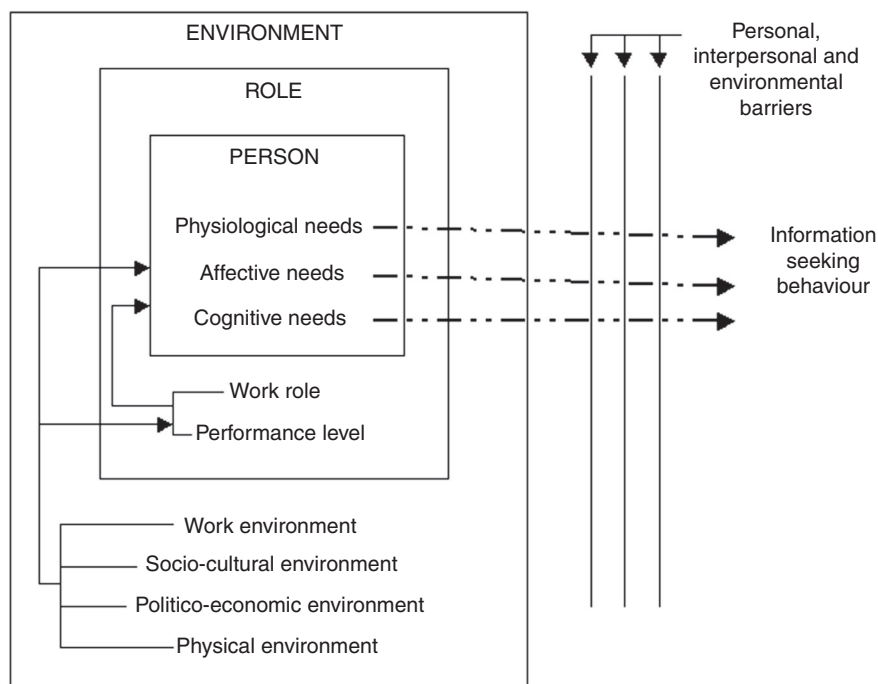 ENVIRONMENT
ROLE
PERSON
Physiological needs
Affective needs
Cognitive needs
Work role
Performance level
Work environment
Socio-cultural environment
Politico-economic environment
Physical environment
Personal,
interpersonal and
environmental
barriers
Information
seeking
behaviour